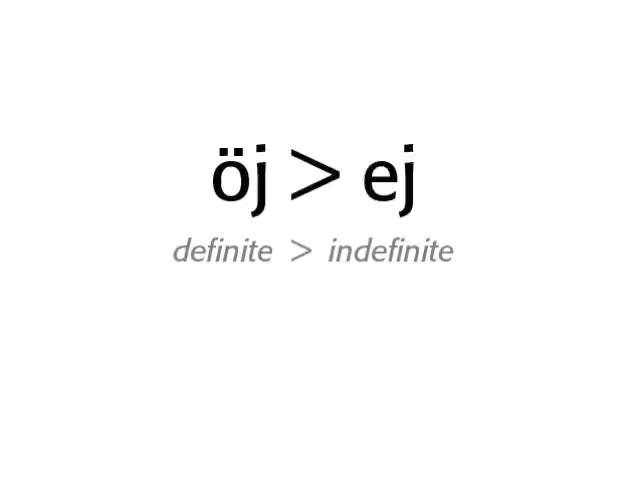 öj > ej
definite > indefinite